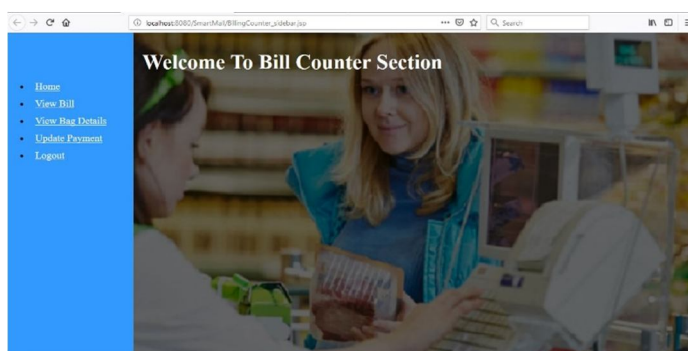 localhost:8080/SmartMall/BillingCounter_sidebar.jsp
Search
Welcome To Bill Counter Section
Home
View Bill
View Bag Details
Update Payment
Logout